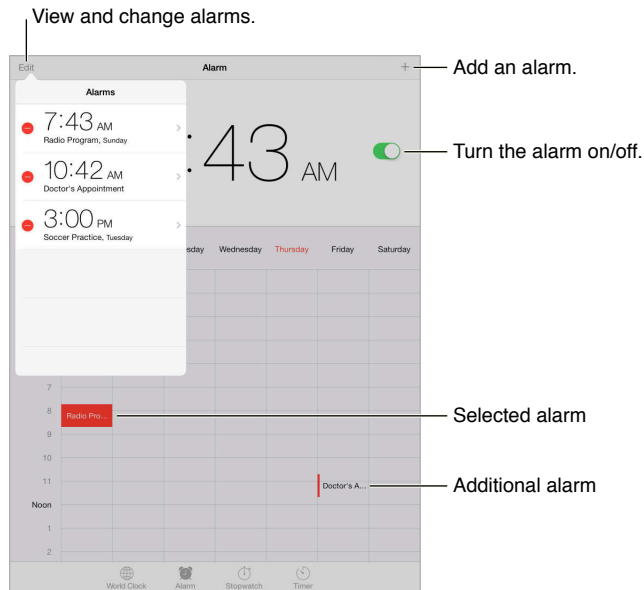 View and change alarms.
Edit
Alarm
+
Add an alarm.
Alarms
7:43 AM
Radio Program, Sunday
10:42 AM
Doctor's Appointment
3:00 PM
Soccer Practice, Tuesday
:43 AM
Turn the alarm on/off.
sday Wednesday Thursday Friday Saturday
7
8 Radio Pro...
Selected alarm
9
10
11 Doctor's A...
Additional alarm
Noon
1
2
World Clock Alarm Stopwatch Timer